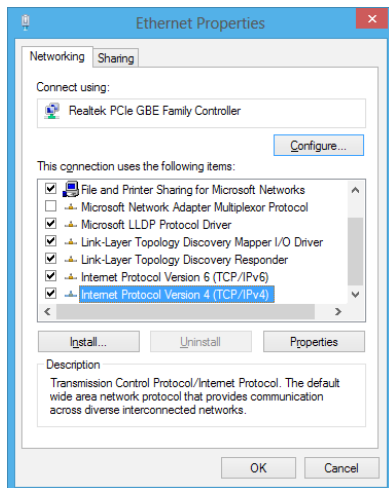 Ethernet Properties
Networking
Sharing
Connect using:
Realtek PCIe GBE Family Controller
Configure...
This connection uses the following items:
File and Printer Sharing for Microsoft Networks
Microsoft Network Adapter Multiplexor Protocol
Microsoft LLDP Protocol Driver
Link-Layer Topology Discovery Mapper I/O Driver
Link-Layer Topology Discovery Responder
Internet Protocol Version 6 (TCP/IPv6)
Internet Protocol Version 4 (TCP/IPv4)
Install...
Uninstall
Properties
Description
Transmission Control Protocol/Internet Protocol. The default
wide area network protocol that provides communication
across diverse interconnected networks.
OK
Cancel